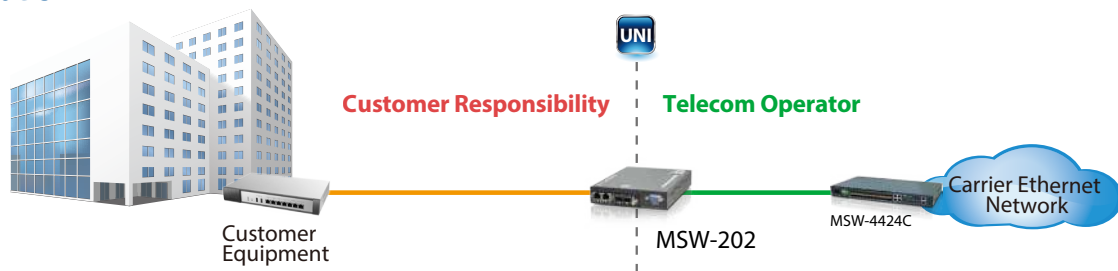 UNI
Customer Responsibility
Telecom Operator
Carrier Ethernet
Network
MSW-4424C
MSW-202
Customer
Equipment